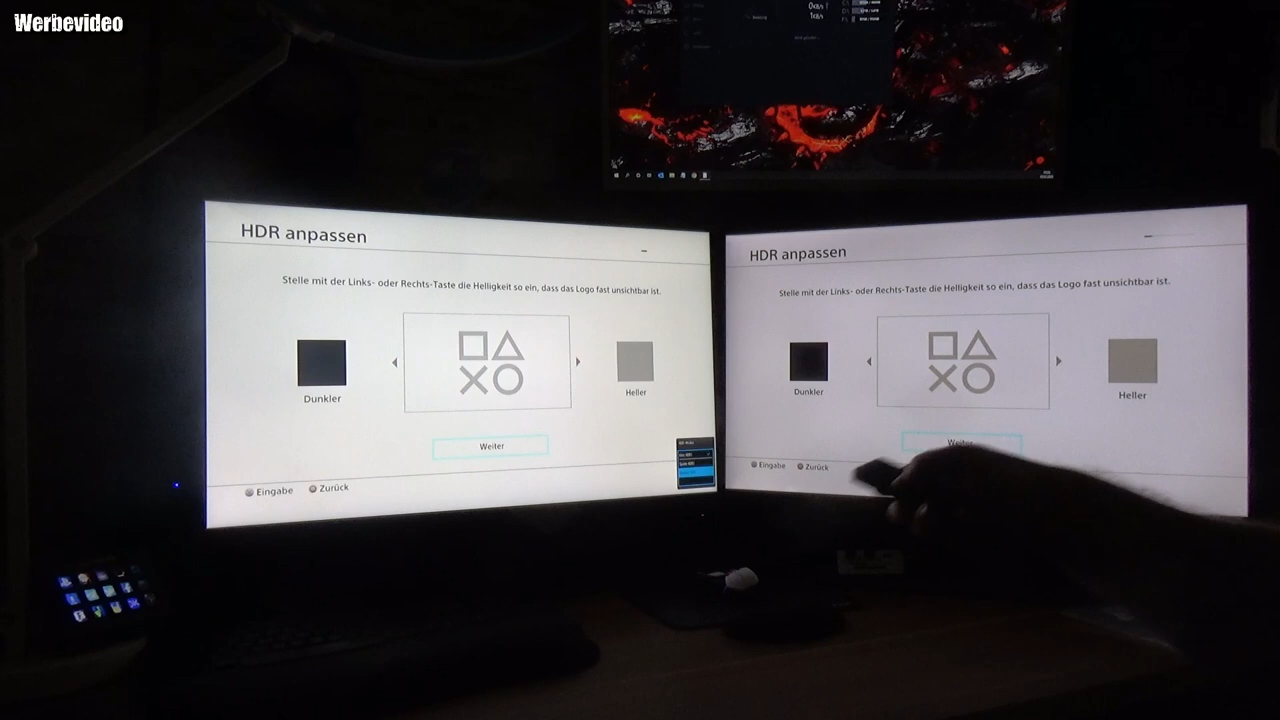 Werbevideo
HDR anpassen
Stelle mit der Links- oder Rechts-Taste die Helligkeit so ein, dass das Logo fast unsichtbar ist.
Dunkler
Heller
Weiter
Eingabe
Zurück
HDR anpassen
Stelle mit der Links- oder Rechts-Taste die Helligkeit so ein, dass das Logo fast unsichtbar ist.
Dunkler
Heller
Weiter
Eingabe
Zurück